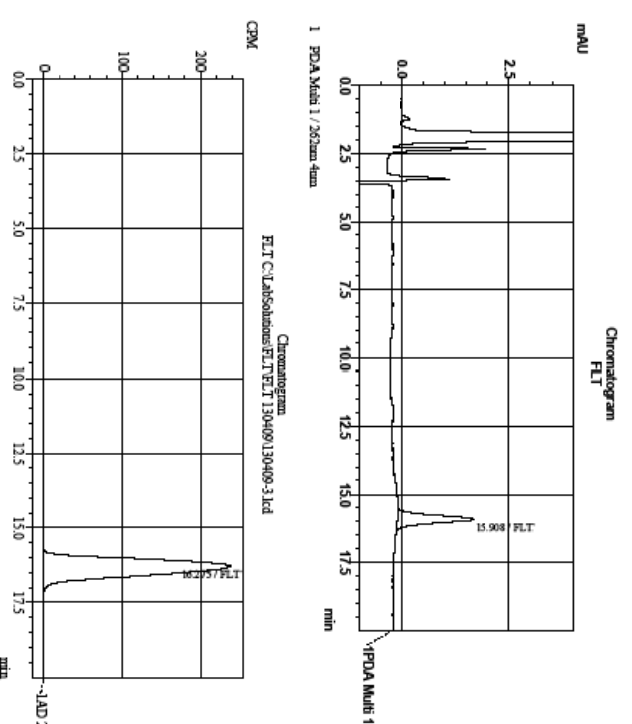 Chromatogram
FLT
mAU
2.5
0.0
15.908 / FLT
1PDA Multi 1
0.0 2.5 5.0 7.5 10.0 12.5 15.0 17.5
min
1 PDA Multi 1 / 262nm 4nm
Chromatogram
FLT C:\LabSolutions\FLT\FLT 130409\130409-3.lcd
CPM
200
100
0
16.275 / FLT
0.0 2.5 5.0 7.5 10.0 12.5 15.0 17.5
min